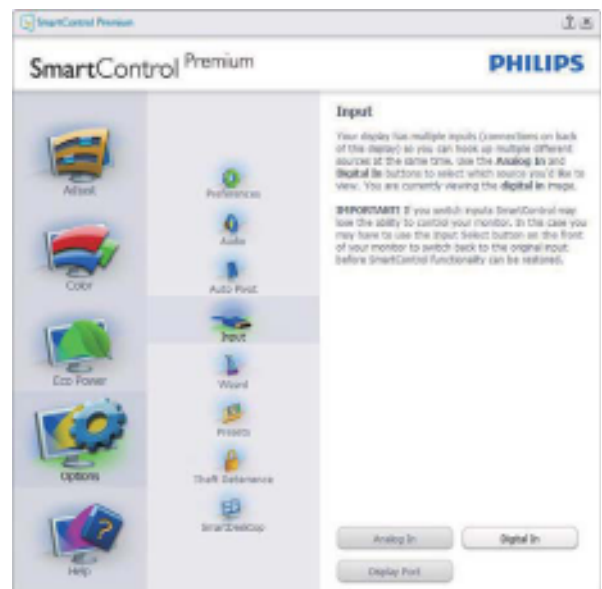 SmartControl Premium
SmartControl Premium
PHILIPS
Adjust
Color
Eco Power
Options
Help
Preferences
Audio
Auto Pivot
Input
Wizard
Presets
Theft Deterrence
SmartDesktop
Input
Your display has multiple inputs (connections on back
of this display) so you can hook up multiple different
sources at the same time. Use the Analog In and
Digital In buttons to select which source you'd like to
view. You are currently viewing the digital in image.
IMPORTANT! If you switch inputs SmartControl may
lose the ability to control your monitor. In this case you
may have to use the Input Select button on the front
of your monitor to switch back to the original input
before SmartControl functionality can be restored.
Analog In
Digital In
Display Port